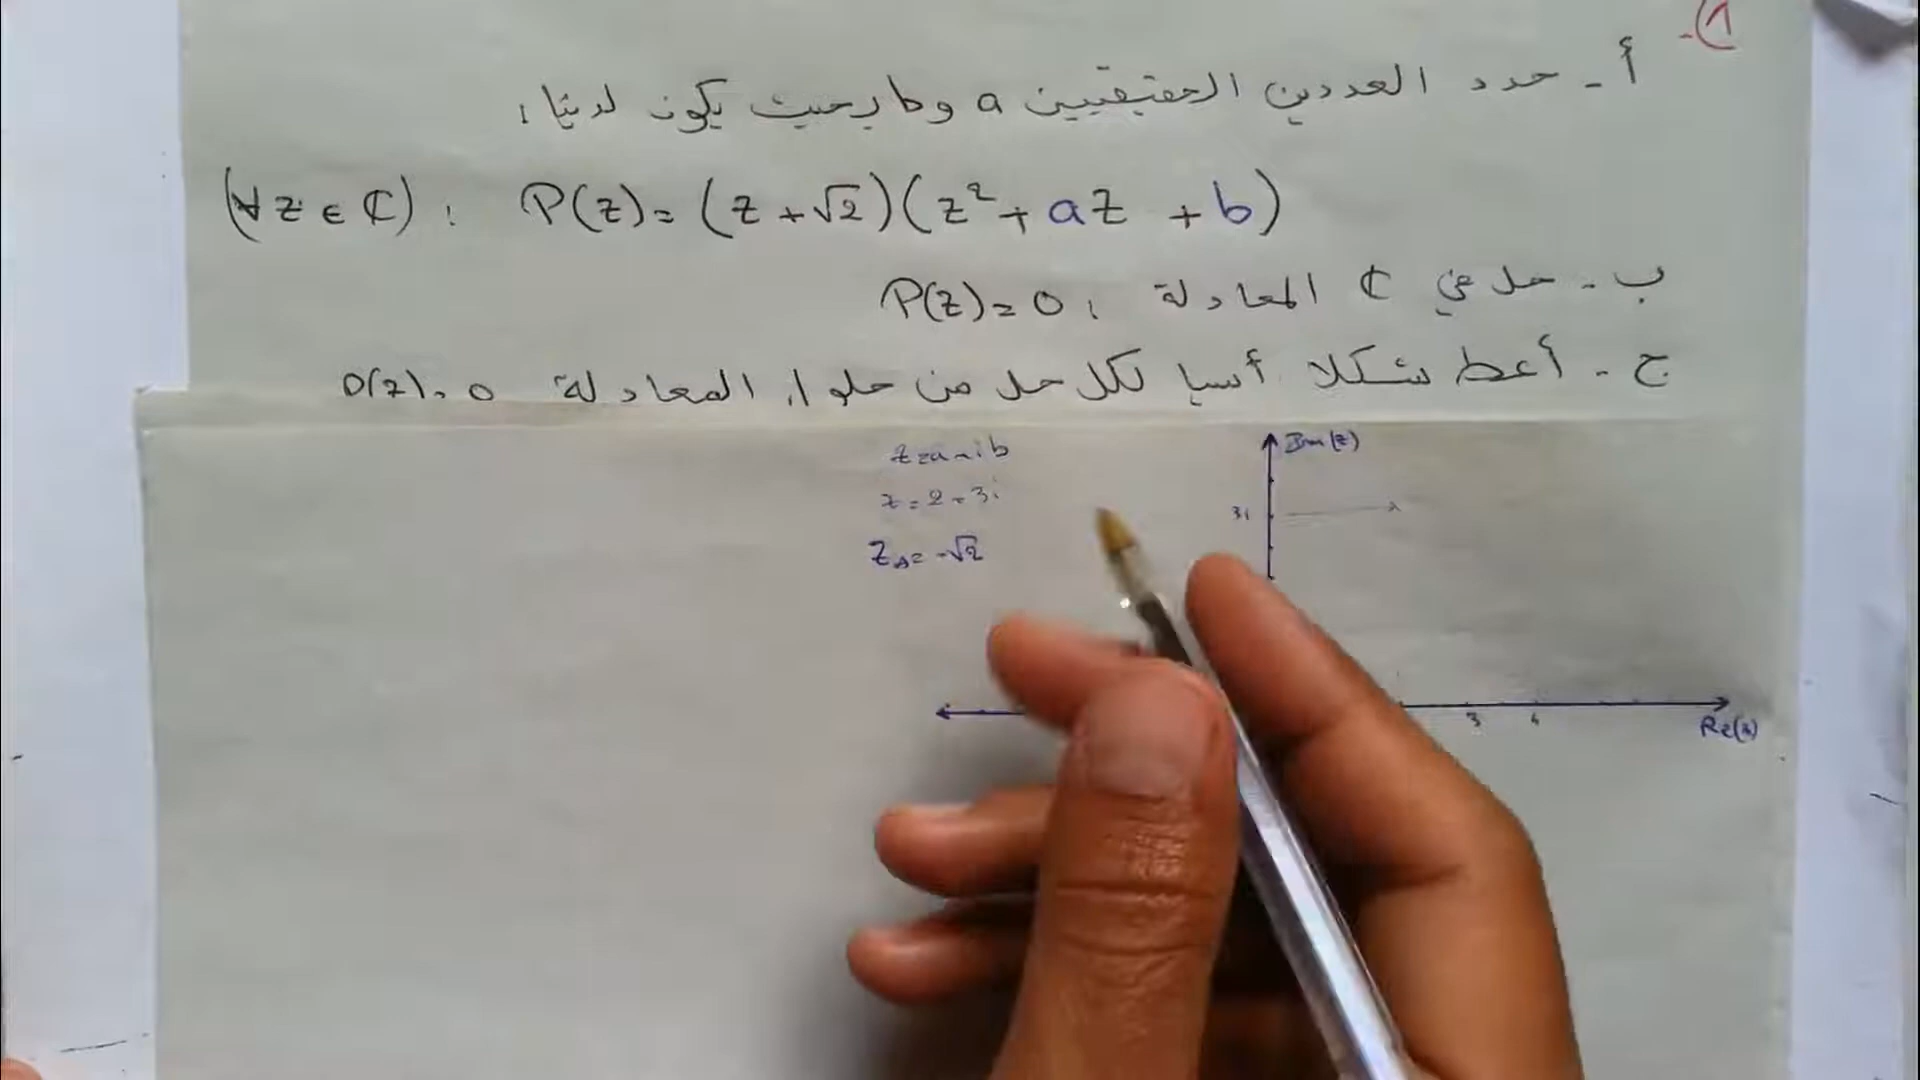 1)-
أ - حدد العددين الحقيقيين a و b بحيث يكون لدينا :
(∀z ∈ ℂ) : P(z) = (z + √2)(z² + az + b)
ب - حل في ℂ المعادلة : P(z) = 0
ج - أعط شكلا أسيا لكل حل من حلول المعادلة P(z) = 0
z = a + ib
z = 2 + 3i
z_A = -√2
Im(z)
3i
3 4
Re(z)